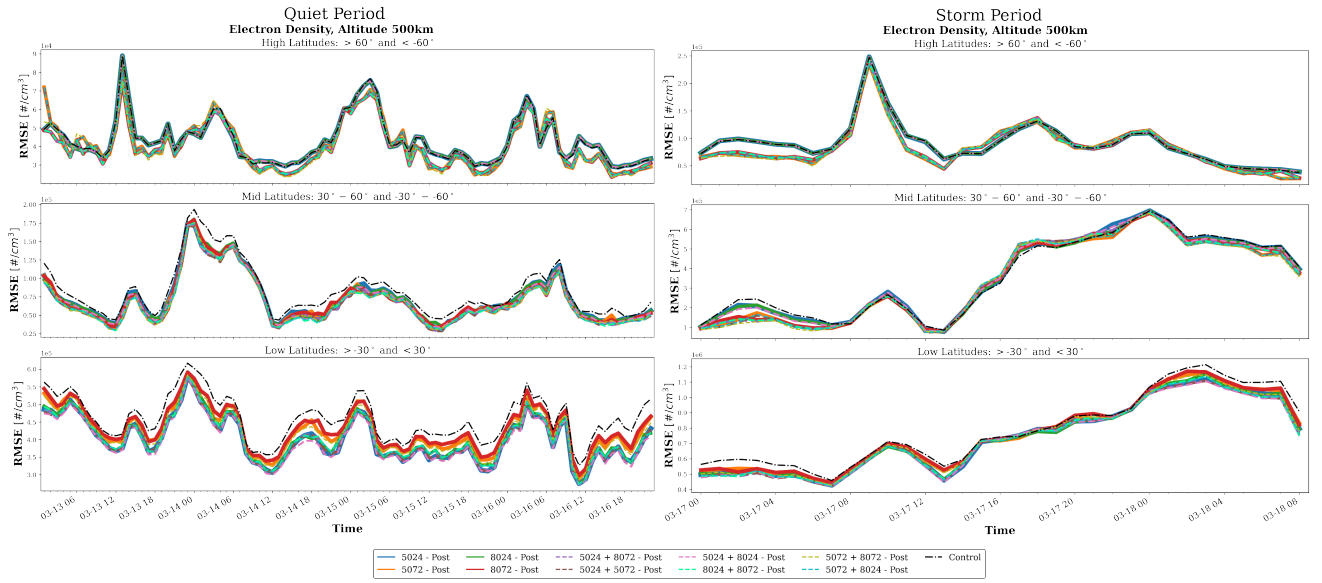 Quiet Period
Electron Density, Altitude 500km
High Latitudes: > 60° and < -60°
1e4
9
8
7
6
5
4
3
RMSE [#/cm³]
Mid Latitudes: 30° − 60° and -30° − -60°
1e5
2.00
1.75
1.50
1.25
1.00
0.75
0.50
0.25
RMSE [#/cm³]
Low Latitudes: > -30° and < 30°
1e5
6.0
5.5
5.0
4.5
4.0
3.5
3.0
RMSE [#/cm³]
03-13 06
03-13 12
03-13 18
03-14 00
03-14 06
03-14 12
03-14 18
03-15 00
03-15 06
03-15 12
03-15 18
03-16 00
03-16 06
03-16 12
03-16 18
Time
Storm Period
Electron Density, Altitude 500km
High Latitudes: > 60° and < -60°
1e5
2.5
2.0
1.5
1.0
0.5
RMSE [#/cm³]
Mid Latitudes: 30° − 60° and -30° − -60°
1e5
7
6
5
4
3
2
1
RMSE [#/cm³]
Low Latitudes: > -30° and < 30°
1e6
1.2
1.1
1.0
0.9
0.8
0.7
0.6
0.5
0.4
RMSE [#/cm³]
03-17 00
03-17 04
03-17 08
03-17 12
03-17 16
03-17 20
03-18 00
03-18 04
03-18 08
Time
5024 - Post
8024 - Post
5024 + 8072 - Post
5024 + 8024 - Post
5072 + 8072 - Post
Control
5072 - Post
8072 - Post
5024 + 5072 - Post
8024 + 8072 - Post
5072 + 8024 - Post